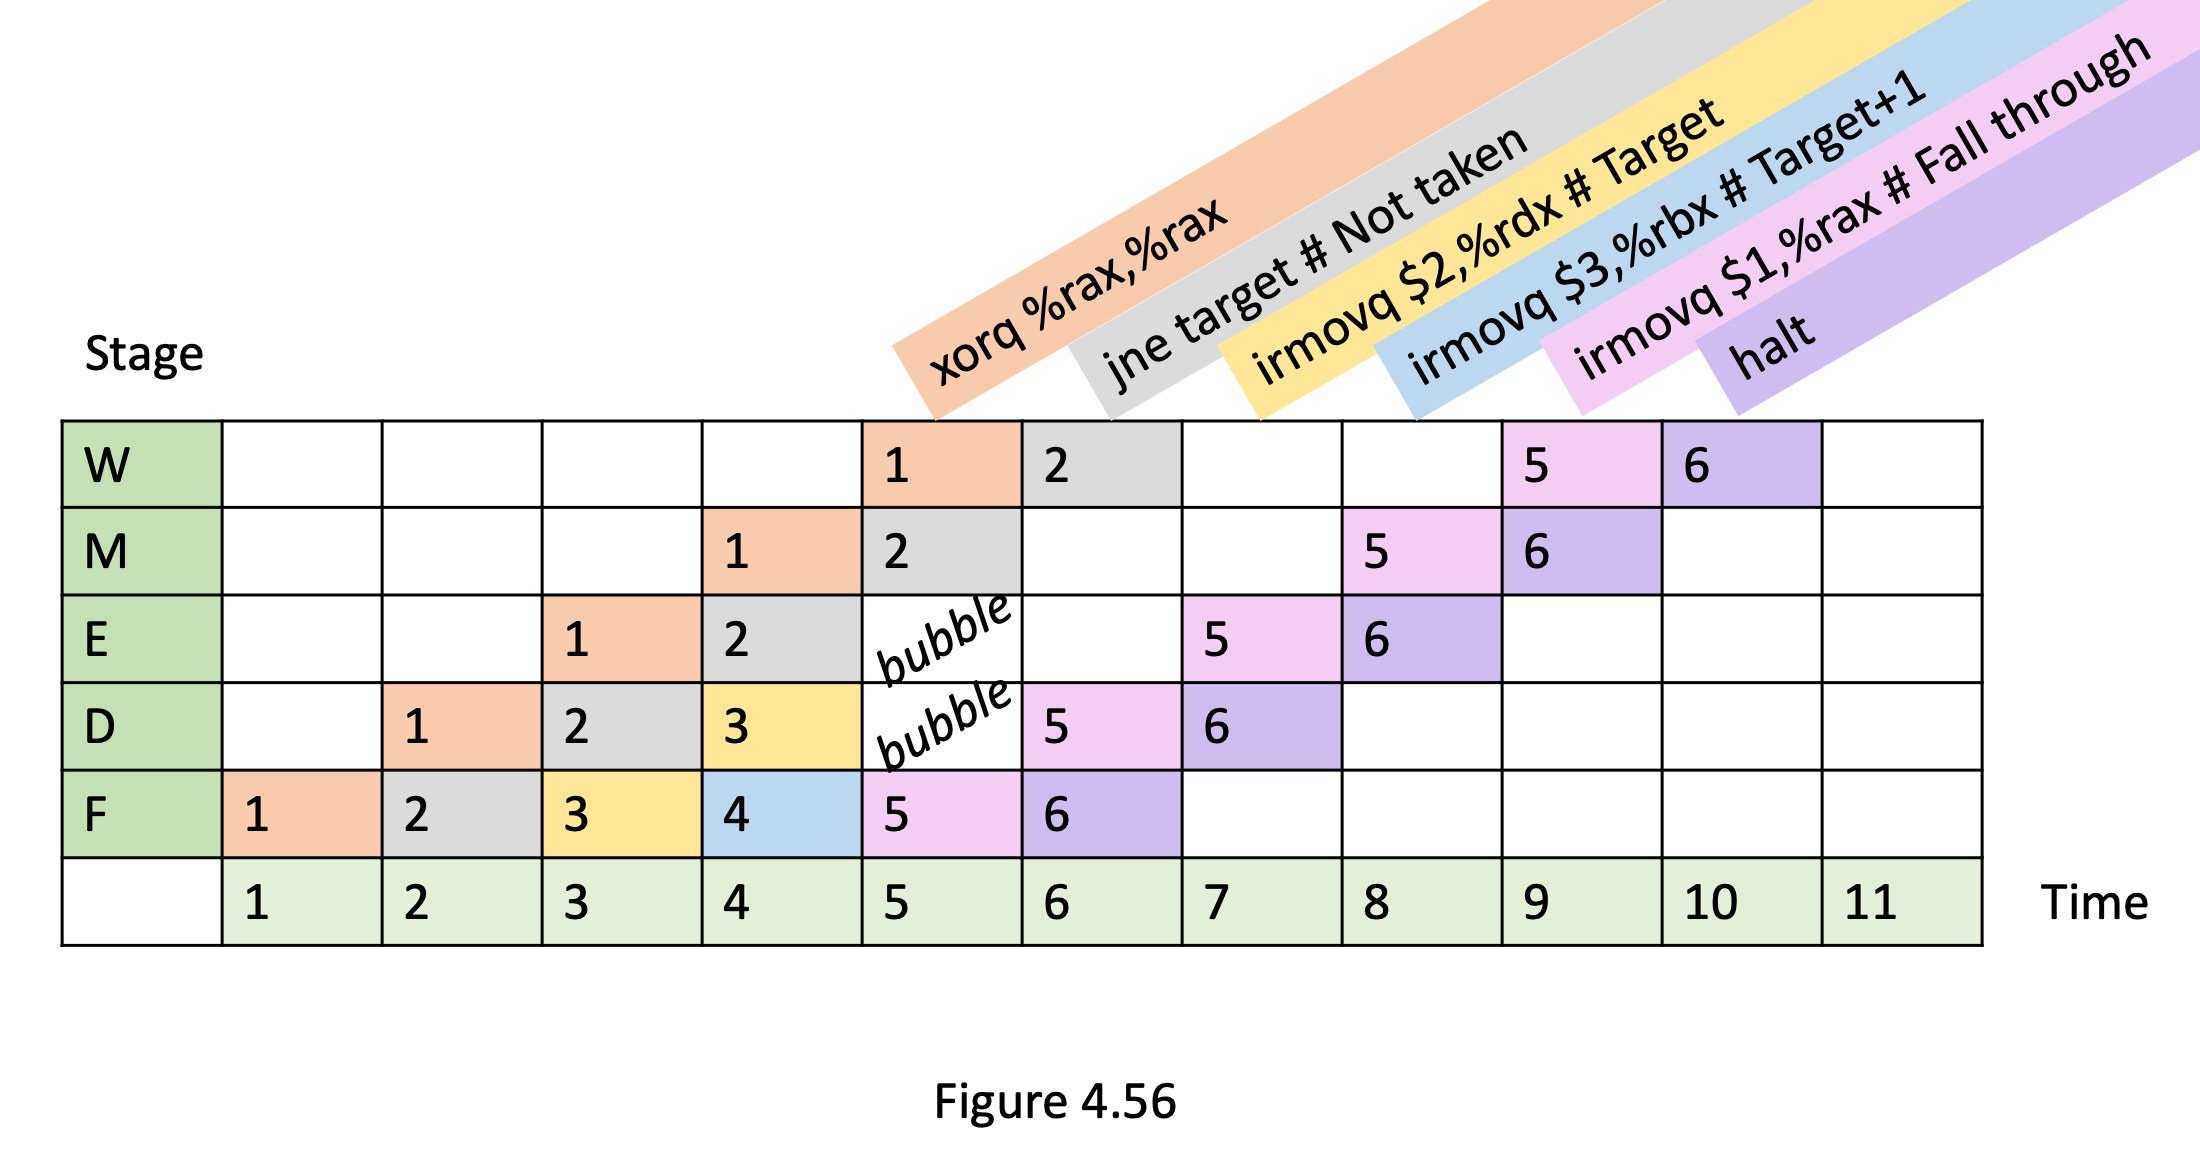 xorq %rax,%rax
jne target # Not taken
irmovq $2,%rdx # Target
irmovq $3,%rbx # Target+1
irmovq $1,%rax # Fall through
halt
Stage
W 1 2 5 6
M 1 2 5 6
E 1 2 bubble 5 6
D 1 2 3 bubble 5 6
F 1 2 3 4 5 6
1 2 3 4 5 6 7 8 9 10 11 Time
Figure 4.56